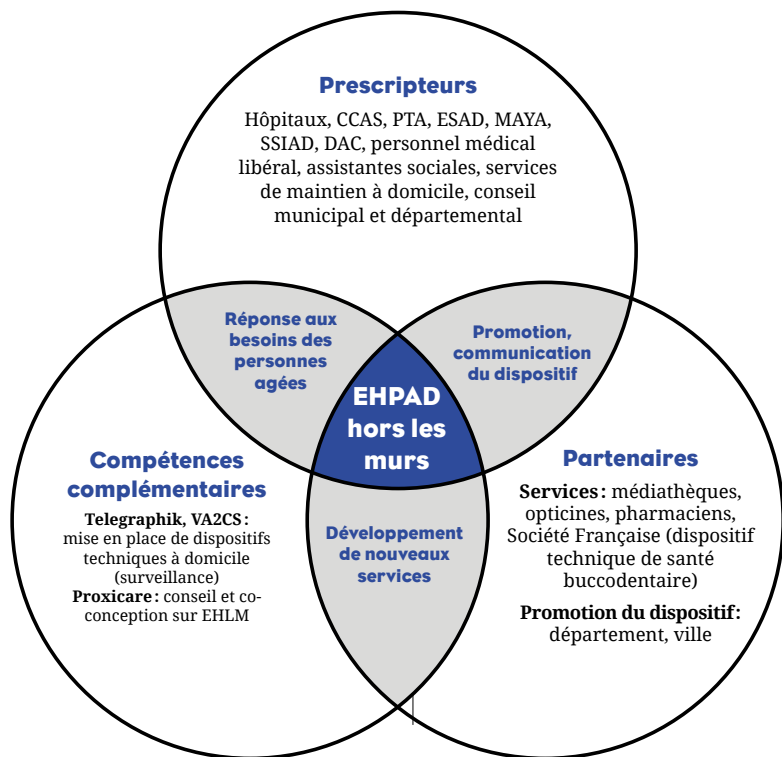 Prescripteurs
Hôpitaux, CCAS, PTA, ESAD, MAYA,
SSIAD, DAC, personnel médical
libéral, assistantes sociales, services
de maintien à domicile, conseil
municipal et départemental
Réponse aux
besoins des
personnes
agées
Promotion,
communication
du dispositif
EHPAD
hors les
murs
Compétences
complémentaires
Telegraphik, VA2CS :
mise en place de dispositifs
techniques à domicile
(surveillance)
Proxicare : conseil et co-
conception sur EHLM
Développement
de nouveaux
services
Partenaires
Services : médiathèques,
opticines, pharmaciens,
Société Française (dispositif
technique de santé
buccodentaire)
Promotion du dispositif :
département, ville